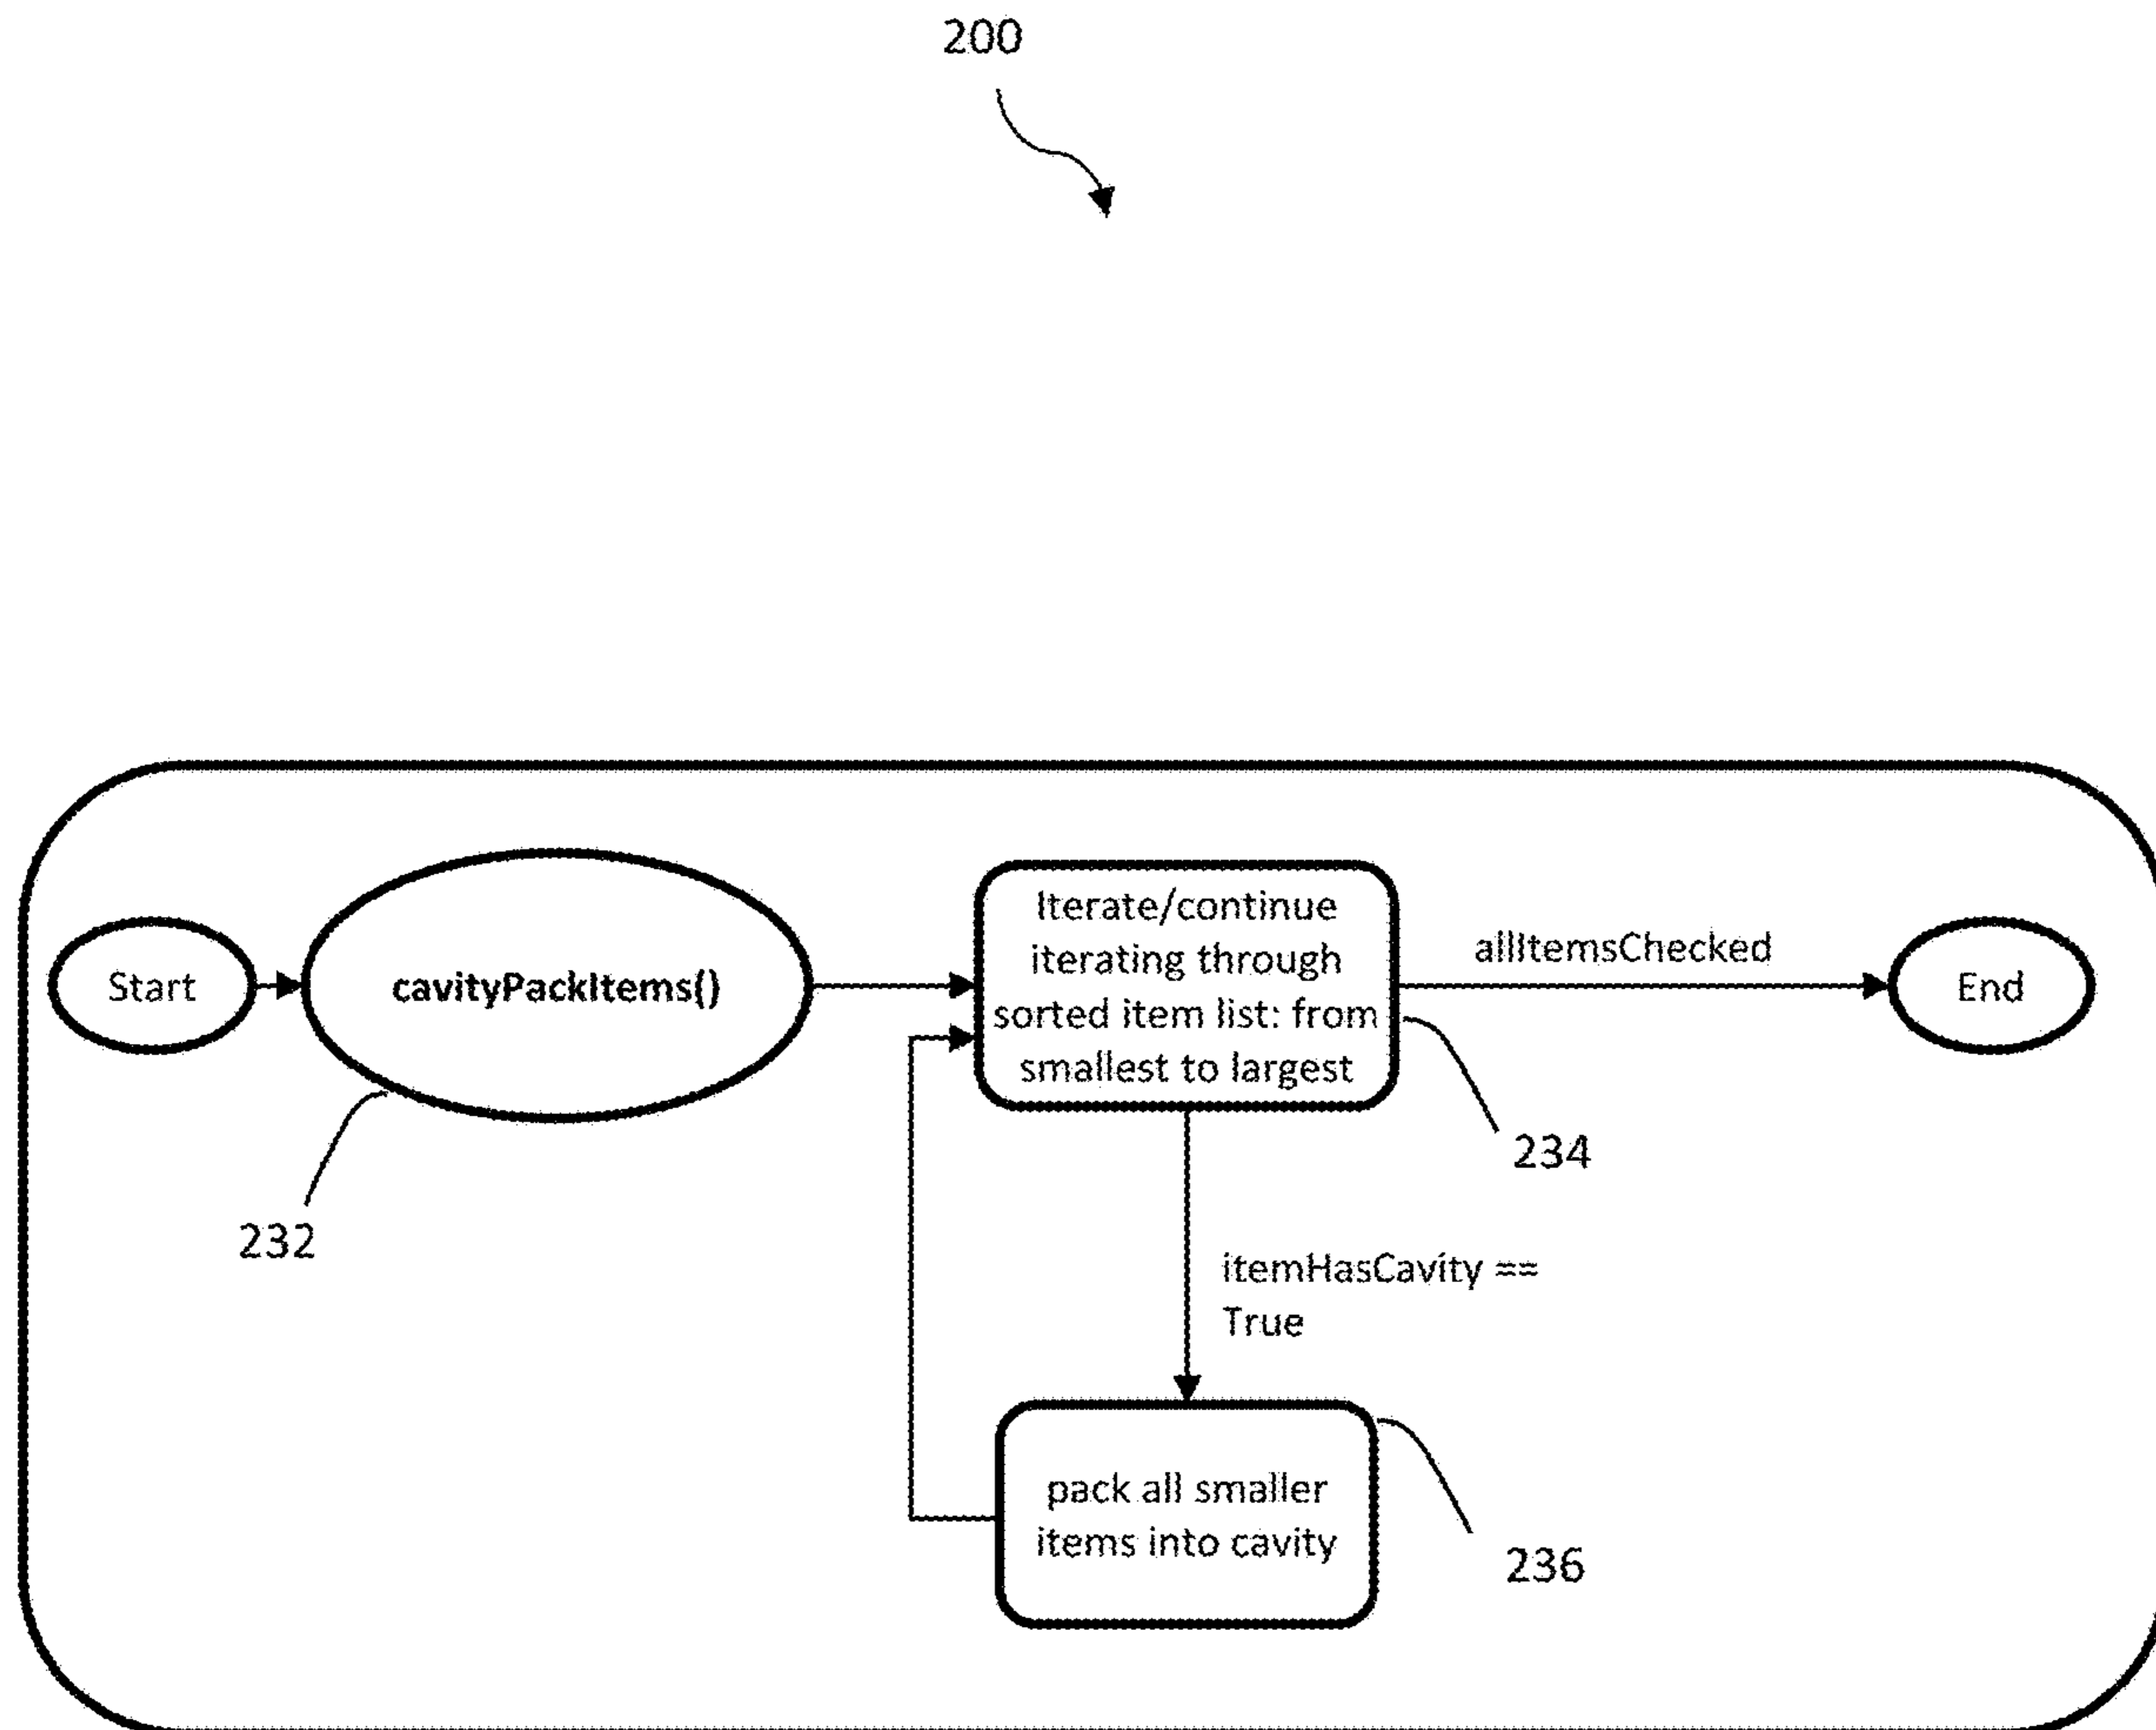 200
Start
cavityPackItems()
Iterate/continue
iterating through
sorted item list: from
smallest to largest
allItemsChecked
End
234
232
itemHasCavity ==
True
pack all smaller
items into cavity
236